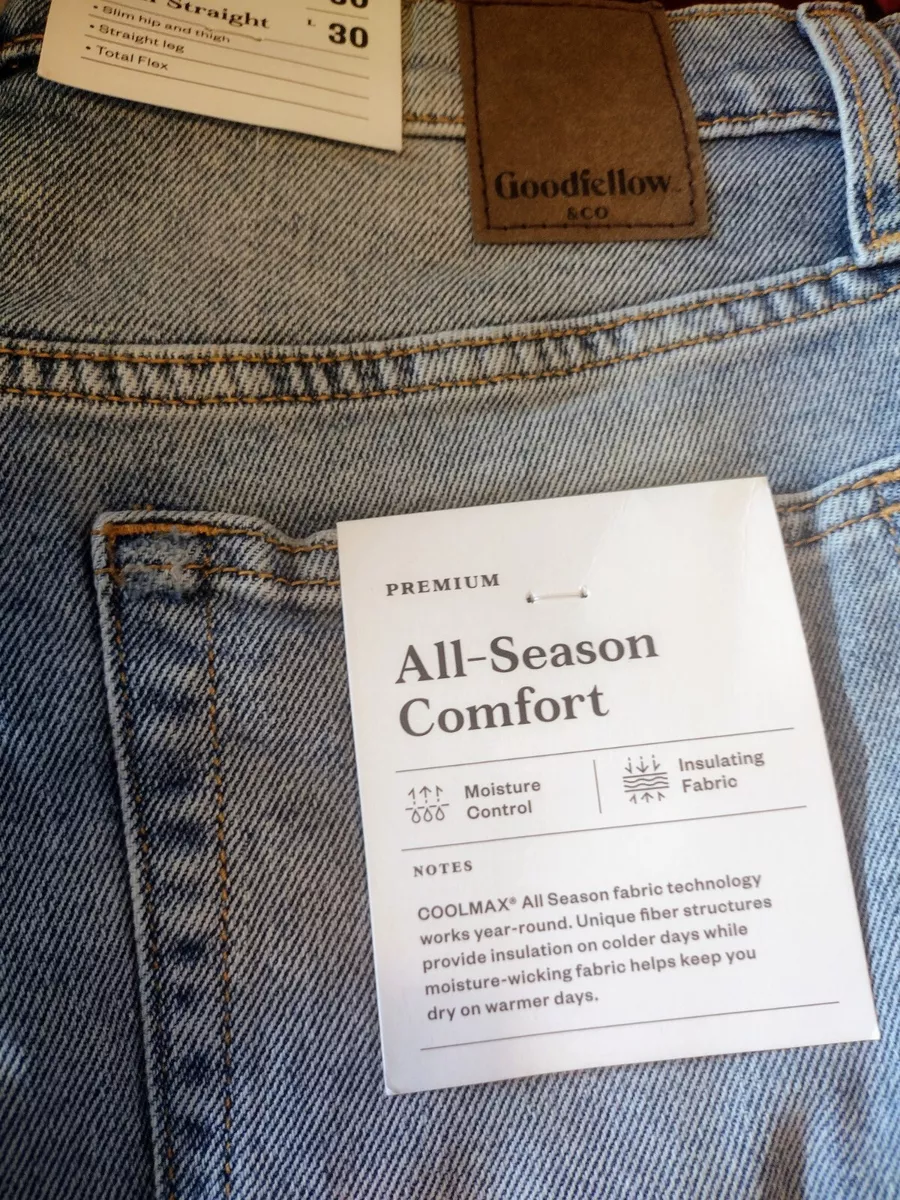 Straight
• Slim hip and thigh
• Straight leg
• Total Flex
L 30
Goodfellow
&CO
PREMIUM
All-Season
Comfort
Moisture
Control
Insulating
Fabric
NOTES
COOLMAX® All Season fabric technology
works year-round. Unique fiber structures
provide insulation on colder days while
moisture-wicking fabric helps keep you
dry on warmer days.